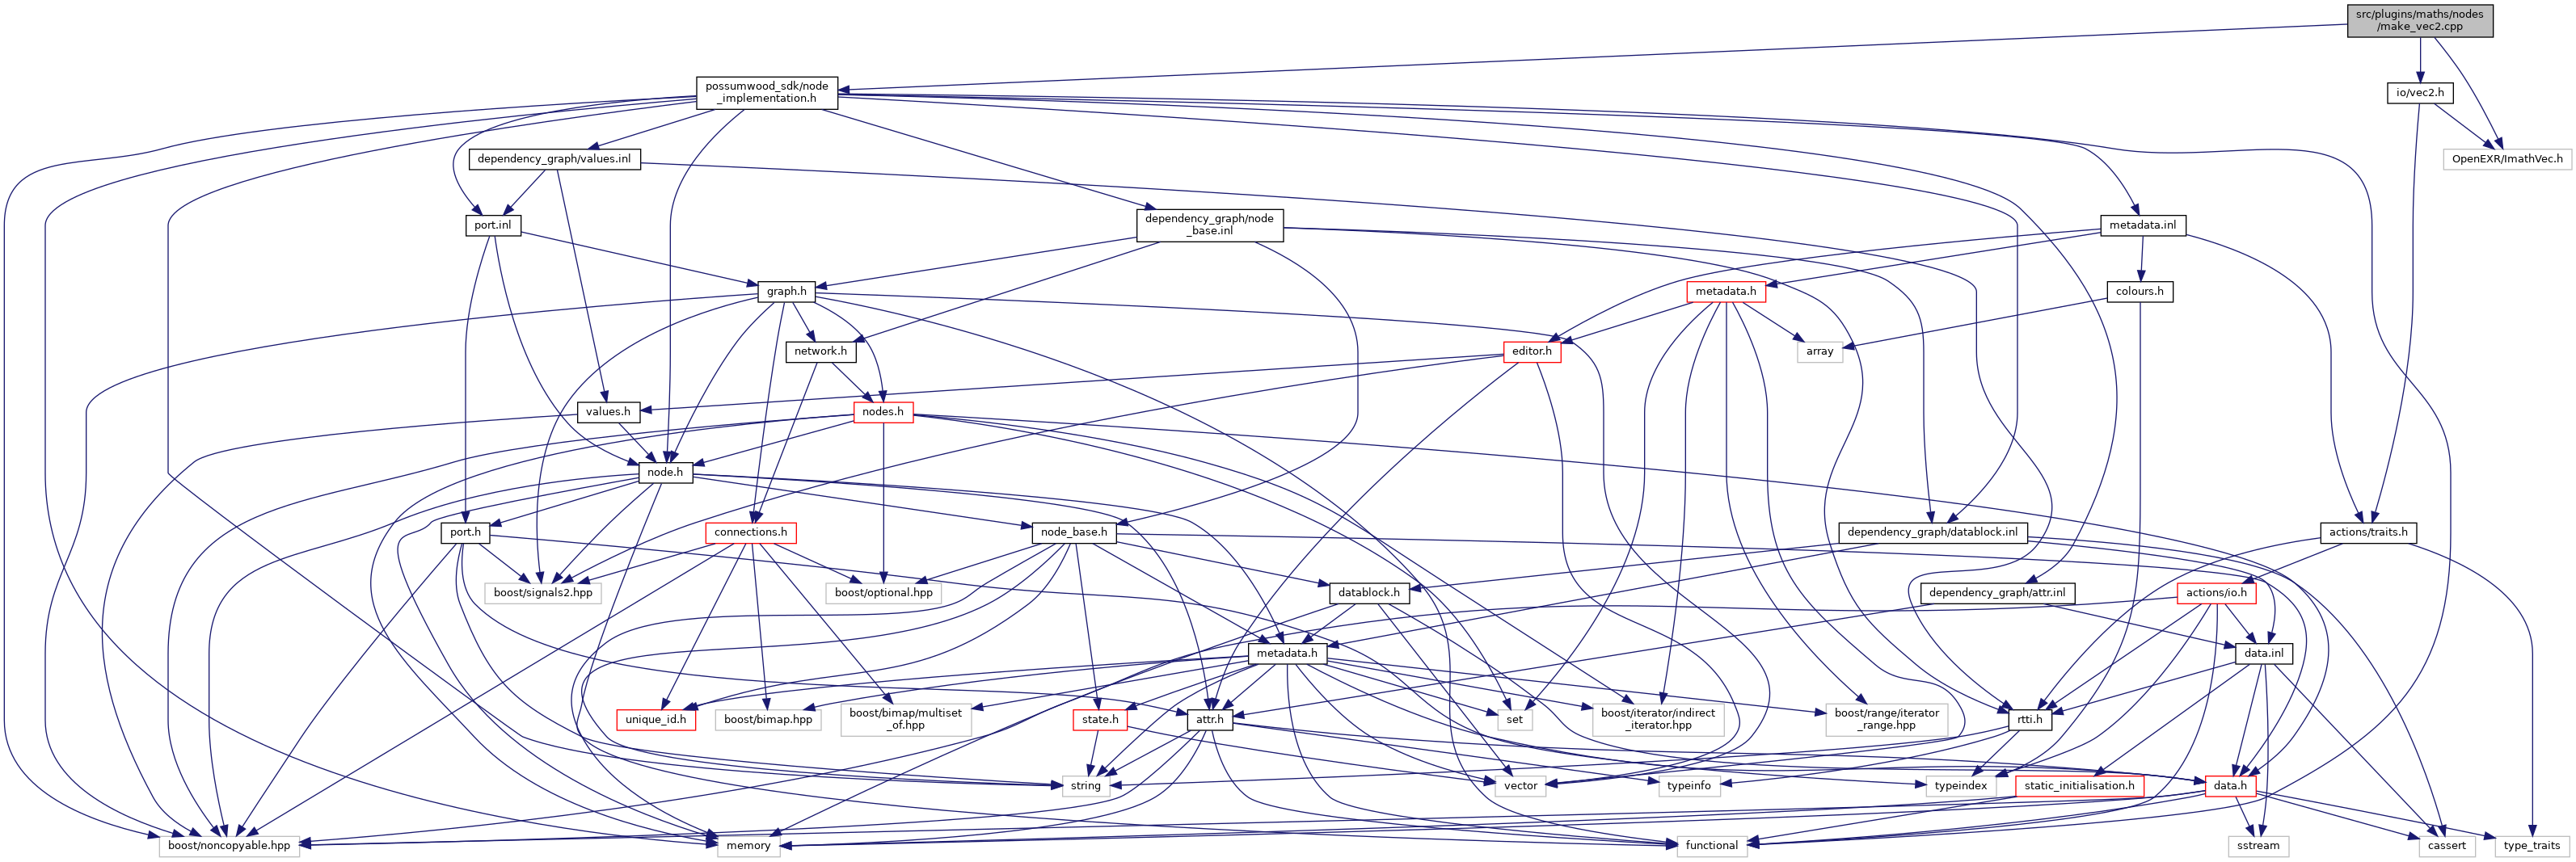 src/plugins/maths/nodes
/make_vec2.cpp
possumwood_sdk/node
_implementation.h
io/vec2.h
dependency_graph/values.inl
OpenEXR/ImathVec.h
port.inl
dependency_graph/node
_base.inl
metadata.inl
graph.h
metadata.h
colours.h
network.h
editor.h
array
values.h
nodes.h
node.h
port.h
connections.h
node_base.h
dependency_graph/datablock.inl
actions/traits.h
boost/signals2.hpp
boost/optional.hpp
datablock.h
dependency_graph/attr.inl
actions/io.h
metadata.h
data.inl
unique_id.h
boost/bimap.hpp
boost/bimap/multiset
_of.hpp
state.h
attr.h
set
boost/iterator/indirect
_iterator.hpp
boost/range/iterator
_range.hpp
rtti.h
string
vector
typeinfo
typeindex
static_initialisation.h
data.h
boost/noncopyable.hpp
memory
functional
sstream
cassert
type_traits